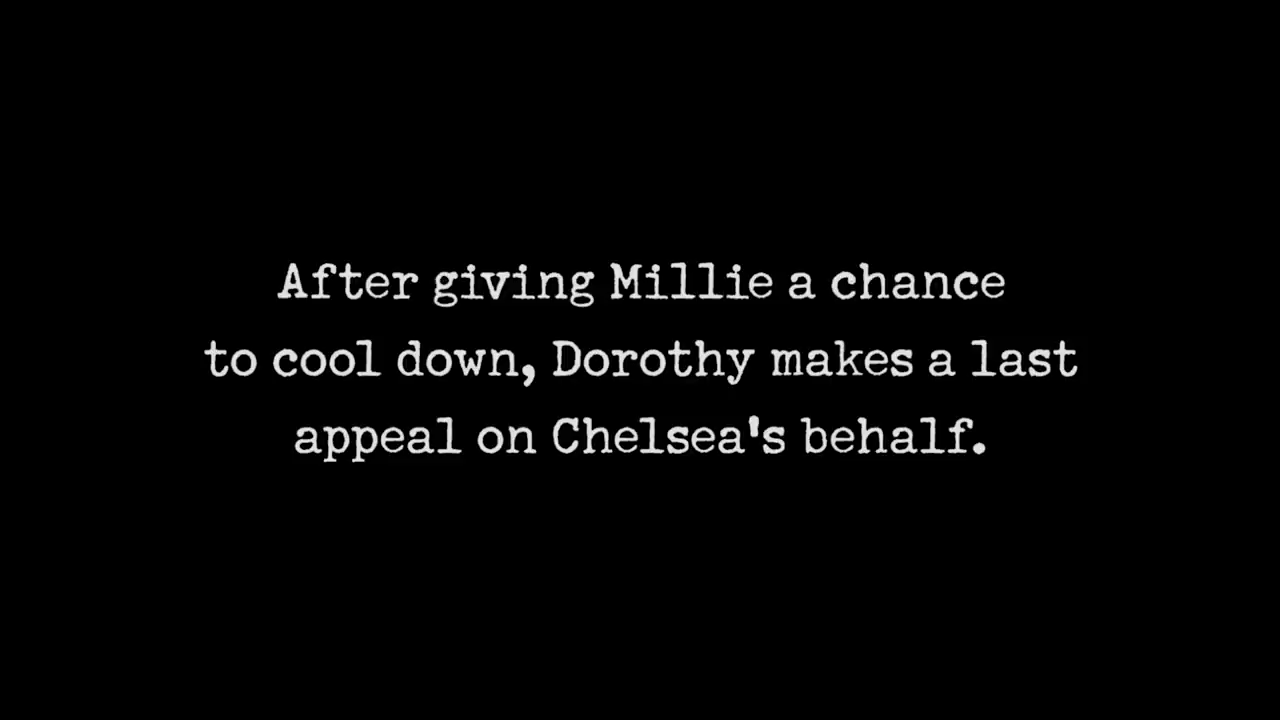 After giving Millie a chance
to cool down, Dorothy makes a last
appeal on Chelsea's behalf.